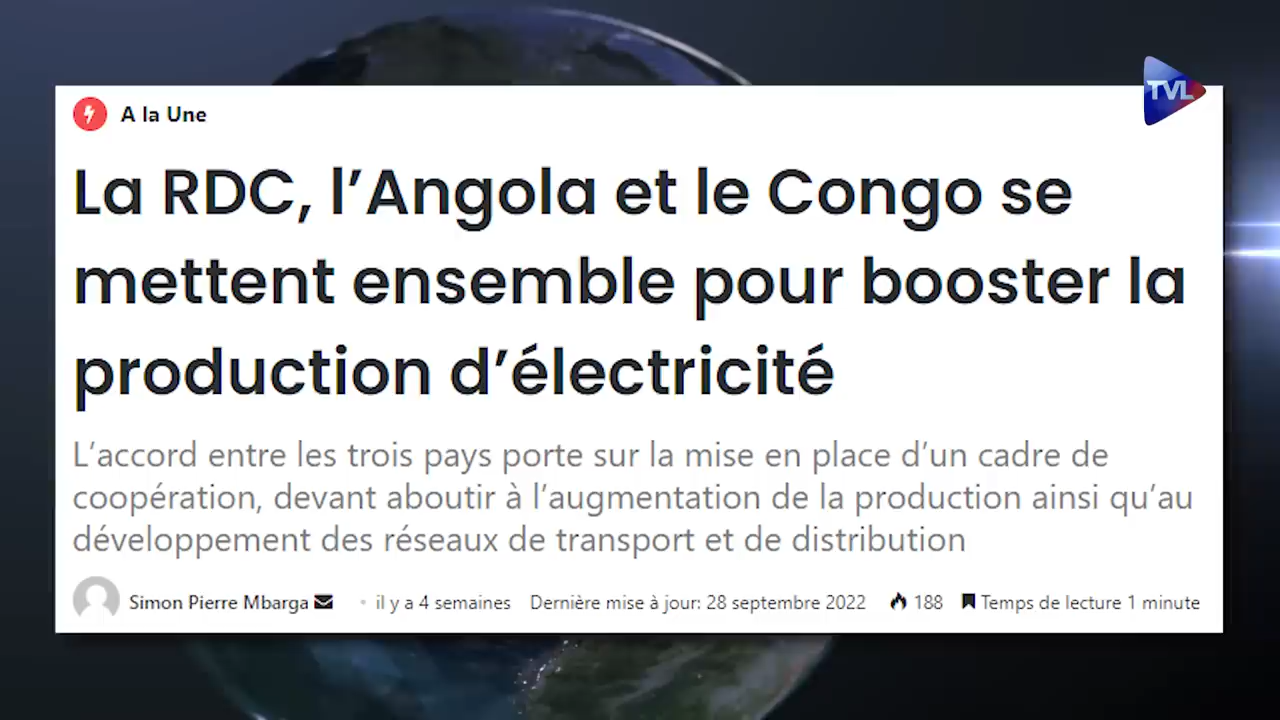 TVL
A la Une
La RDC, l’Angola et le Congo se
mettent ensemble pour booster la
production d’électricité
L’accord entre les trois pays porte sur la mise en place d’un cadre de
coopération, devant aboutir à l’augmentation de la production ainsi qu’au
développement des réseaux de transport et de distribution
Simon Pierre Mbarga • il y a 4 semaines Dernière mise à jour: 28 septembre 2022 188 Temps de lecture 1 minute